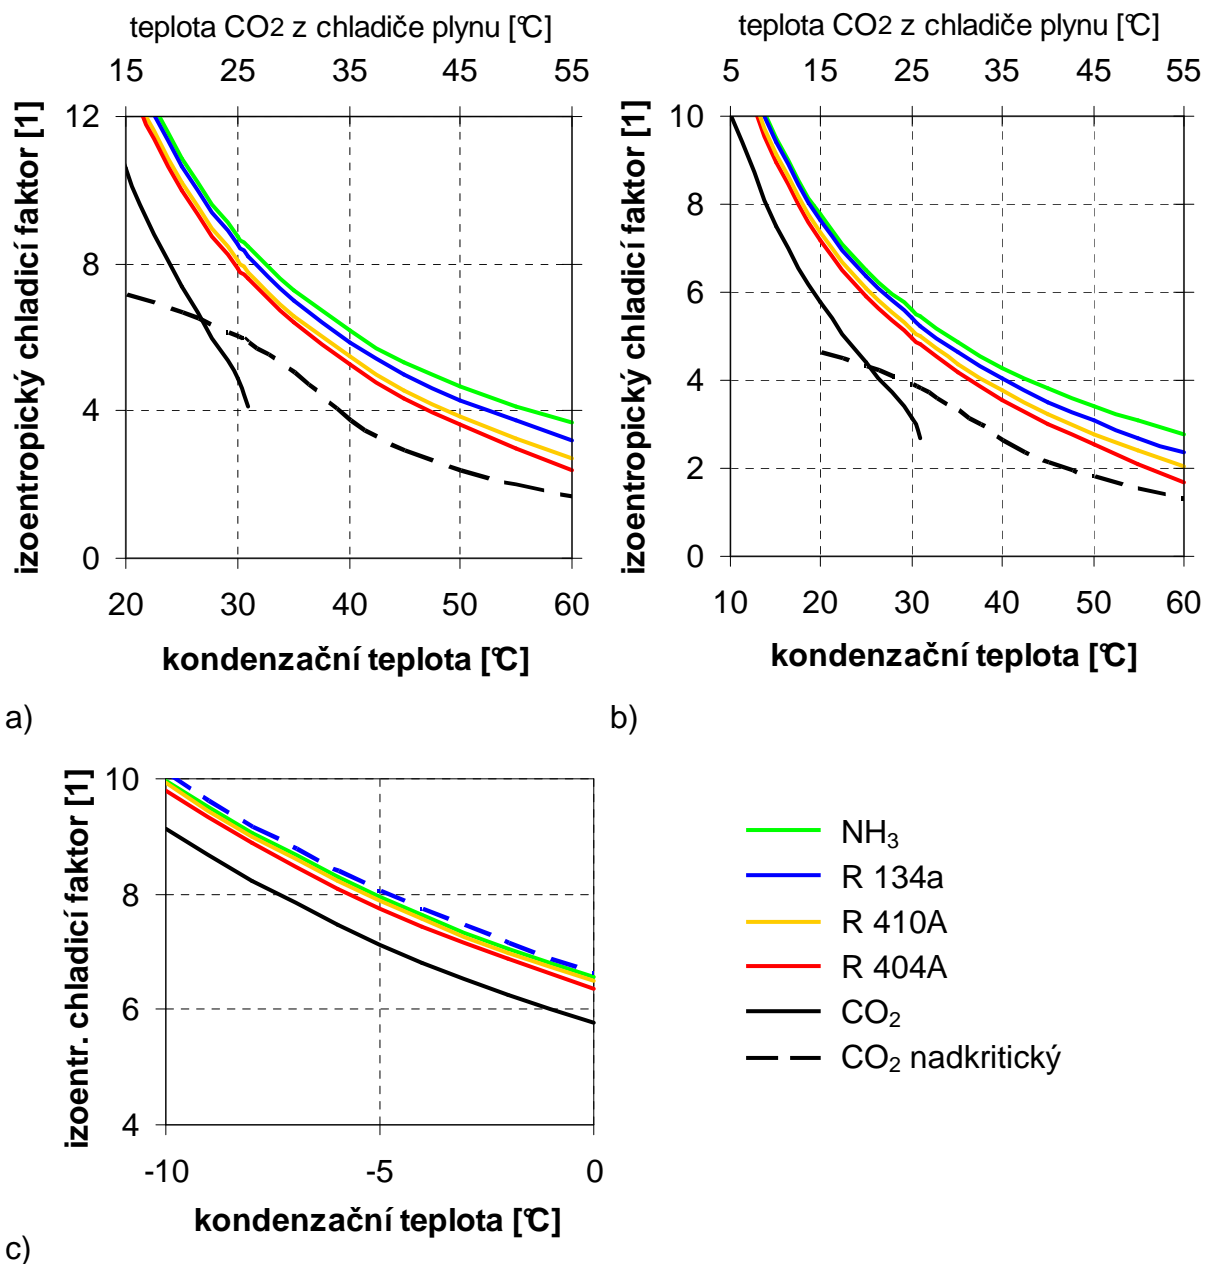 teplota CO2 z chladiče plynu [°C]
15 25 35 45 55
izoentropický chladicí faktor [1]
12
8
4
0
20 30 40 50 60
kondenzační teplota [°C]
a)
teplota CO2 z chladiče plynu [°C]
5 15 25 35 45 55
izoentropický chladicí faktor [1]
10
8
6
4
2
0
10 20 30 40 50 60
kondenzační teplota [°C]
b)
izoentr. chladicí faktor [1]
10
8
6
4
-10 -5 0
kondenzační teplota [°C]
c)
NH3
R 134a
R 410A
R 404A
CO2
CO2 nadkritický